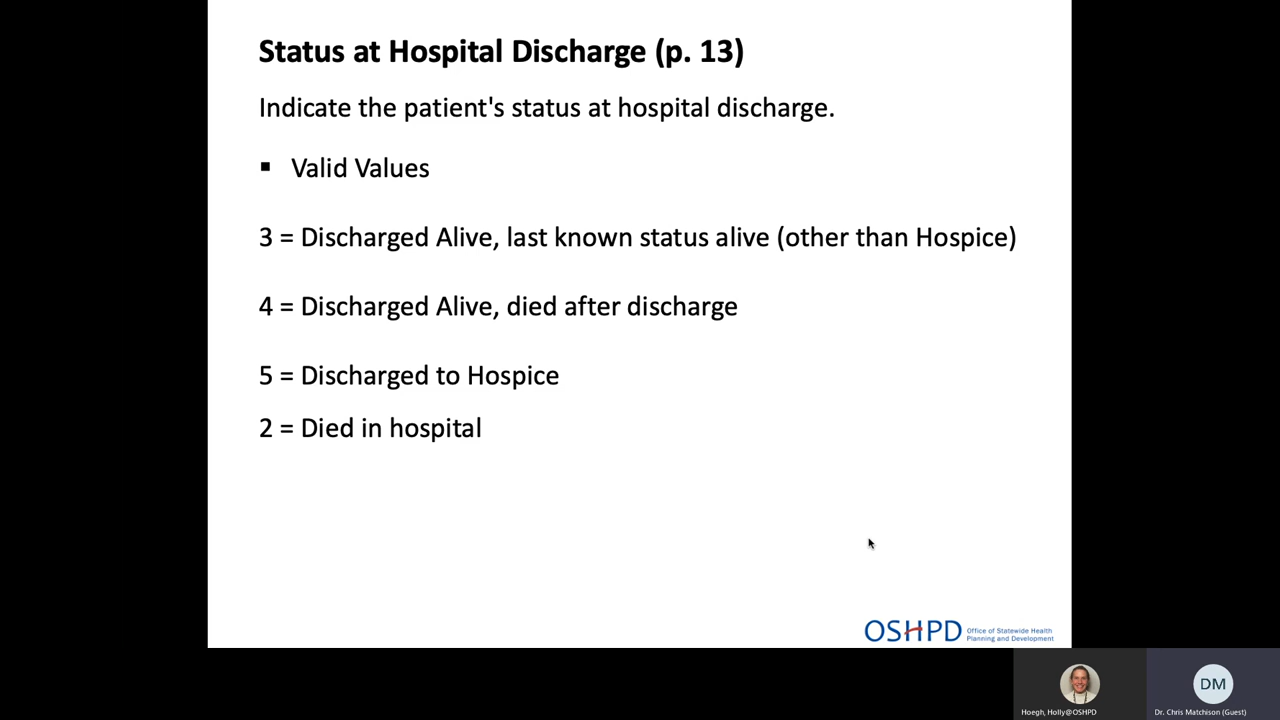 Status at Hospital Discharge (p. 13)
Indicate the patient's status at hospital discharge.
▪ Valid Values
3 = Discharged Alive, last known status alive (other than Hospice)
4 = Discharged Alive, died after discharge
5 = Discharged to Hospice
2 = Died in hospital
OSHPD
Office of Statewide Health
Planning and Development
DM
Hoegh, Holly@OSHPD
Dr. Chris Matchison (Guest)